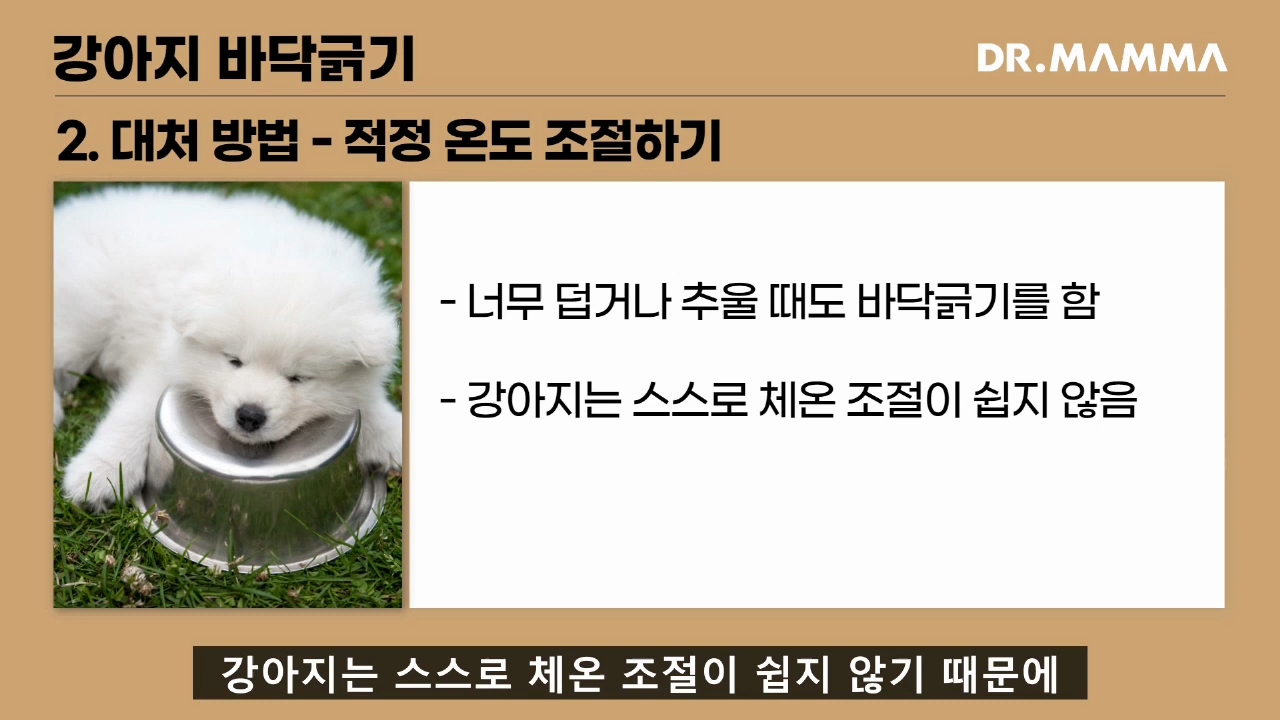 강아지 바닥긁기
DR.MAMMA
2. 대처 방법 - 적정 온도 조절하기
- 너무 덥거나 추울 때도 바닥긁기를 함
- 강아지는 스스로 체온 조절이 쉽지 않음
강아지는 스스로 체온 조절이 쉽지 않기 때문에